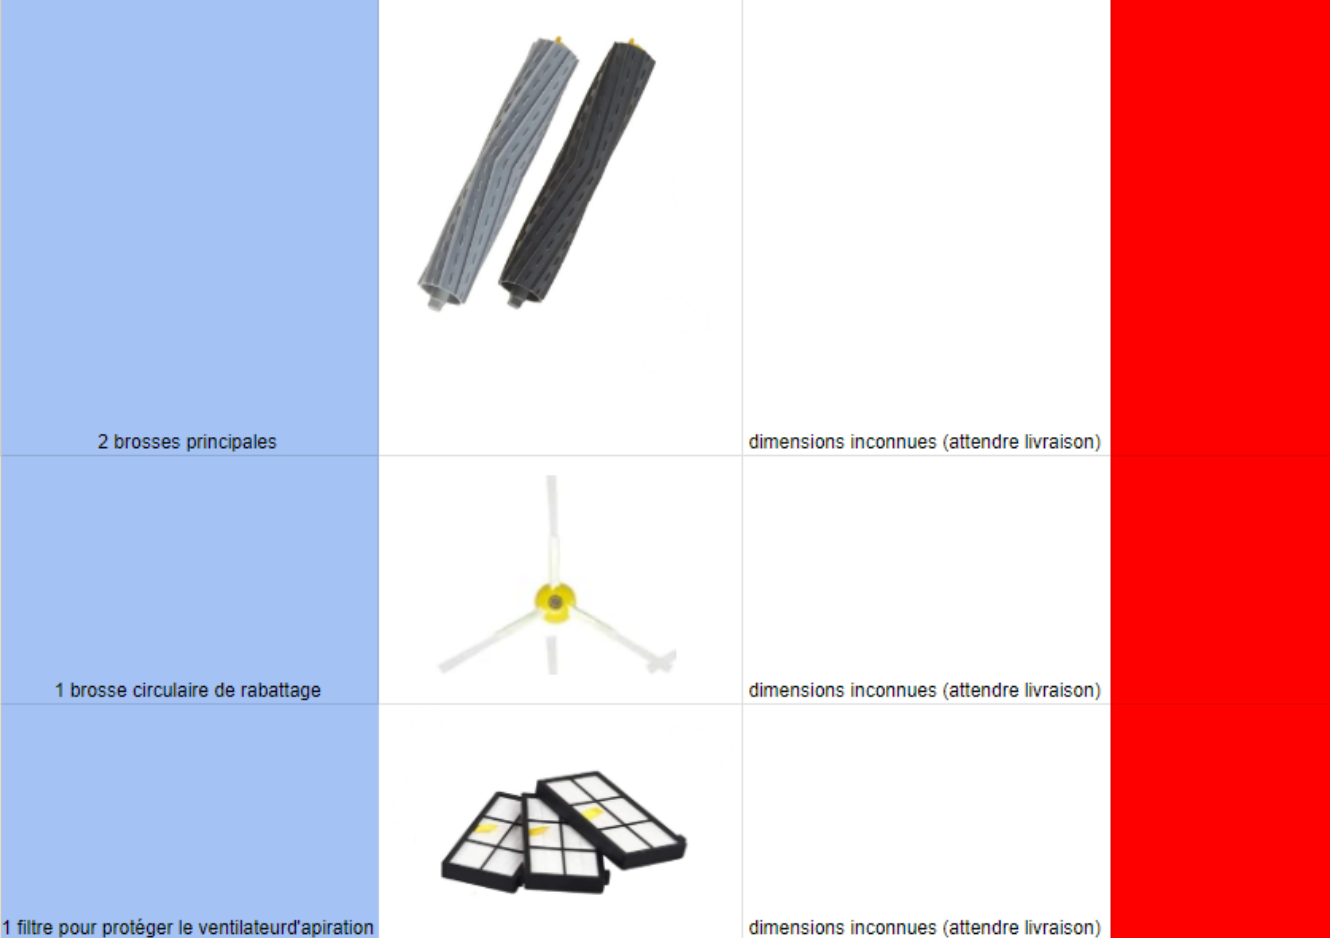 2 brosses principales
dimensions inconnues (attendre livraison)
1 brosse circulaire de rabattage
dimensions inconnues (attendre livraison)
1 filtre pour protéger le ventilateurd'apiration
dimensions inconnues (attendre livraison)